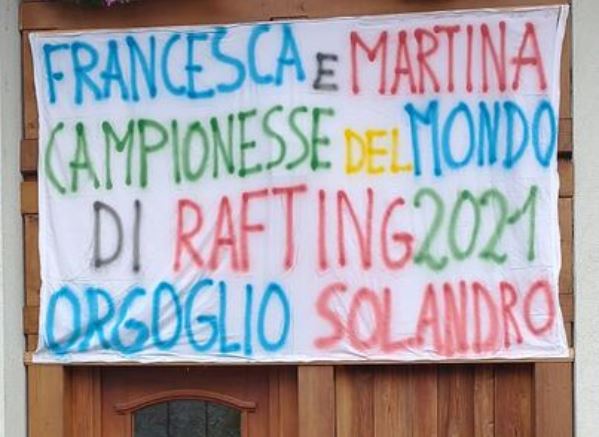 FRANCESCA E MARTINA
CAMPIONESSE DEL MONDO
DI RAFTING 2021
ORGOGLIO SOLANDRO